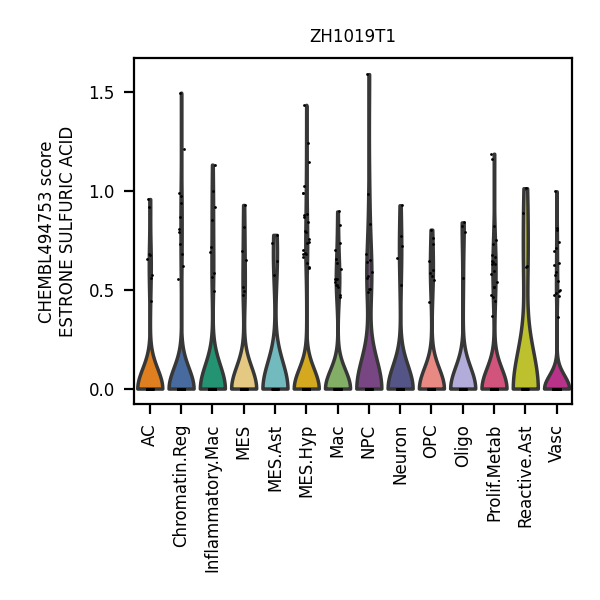 ZH1019T1
CHEMBL494753 score
ESTRONE SULFURIC ACID
1.5
1.0
0.5
0.0
AC
Chromatin.Reg
Inflammatory.Mac
MES
MES.Ast
MES.Hyp
Mac
NPC
Neuron
OPC
Oligo
Prolif.Metab
Reactive.Ast
Vasc